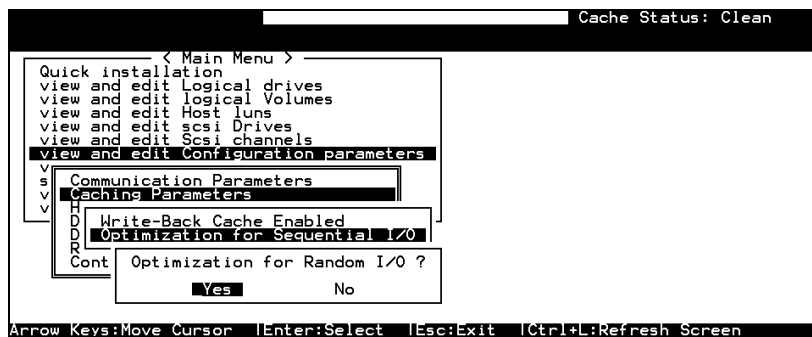 Cache Status: Clean
< Main Menu >
Quick installation
view and edit Logical drives
view and edit logical Volumes
view and edit Host luns
view and edit scsi Drives
view and edit Scsi channels
view and edit Configuration parameters
v
s Communication Parameters
v Caching Parameters
v H
D Write-Back Cache Enabled
D Optimization for Sequential I/O
R
Cont Optimization for Random I/O ?
Yes No
Arrow Keys:Move Cursor |Enter:Select |Esc:Exit |Ctrl+L:Refresh Screen